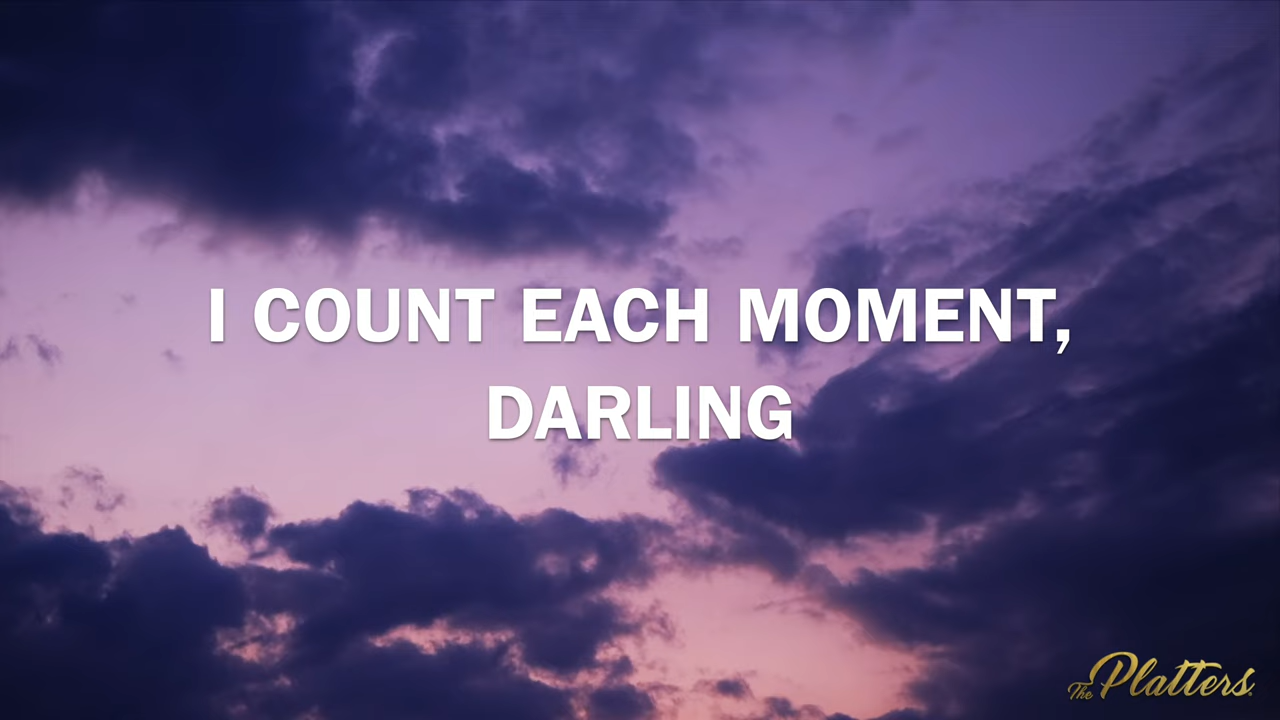 I COUNT EACH MOMENT,
DARLING
The Platters